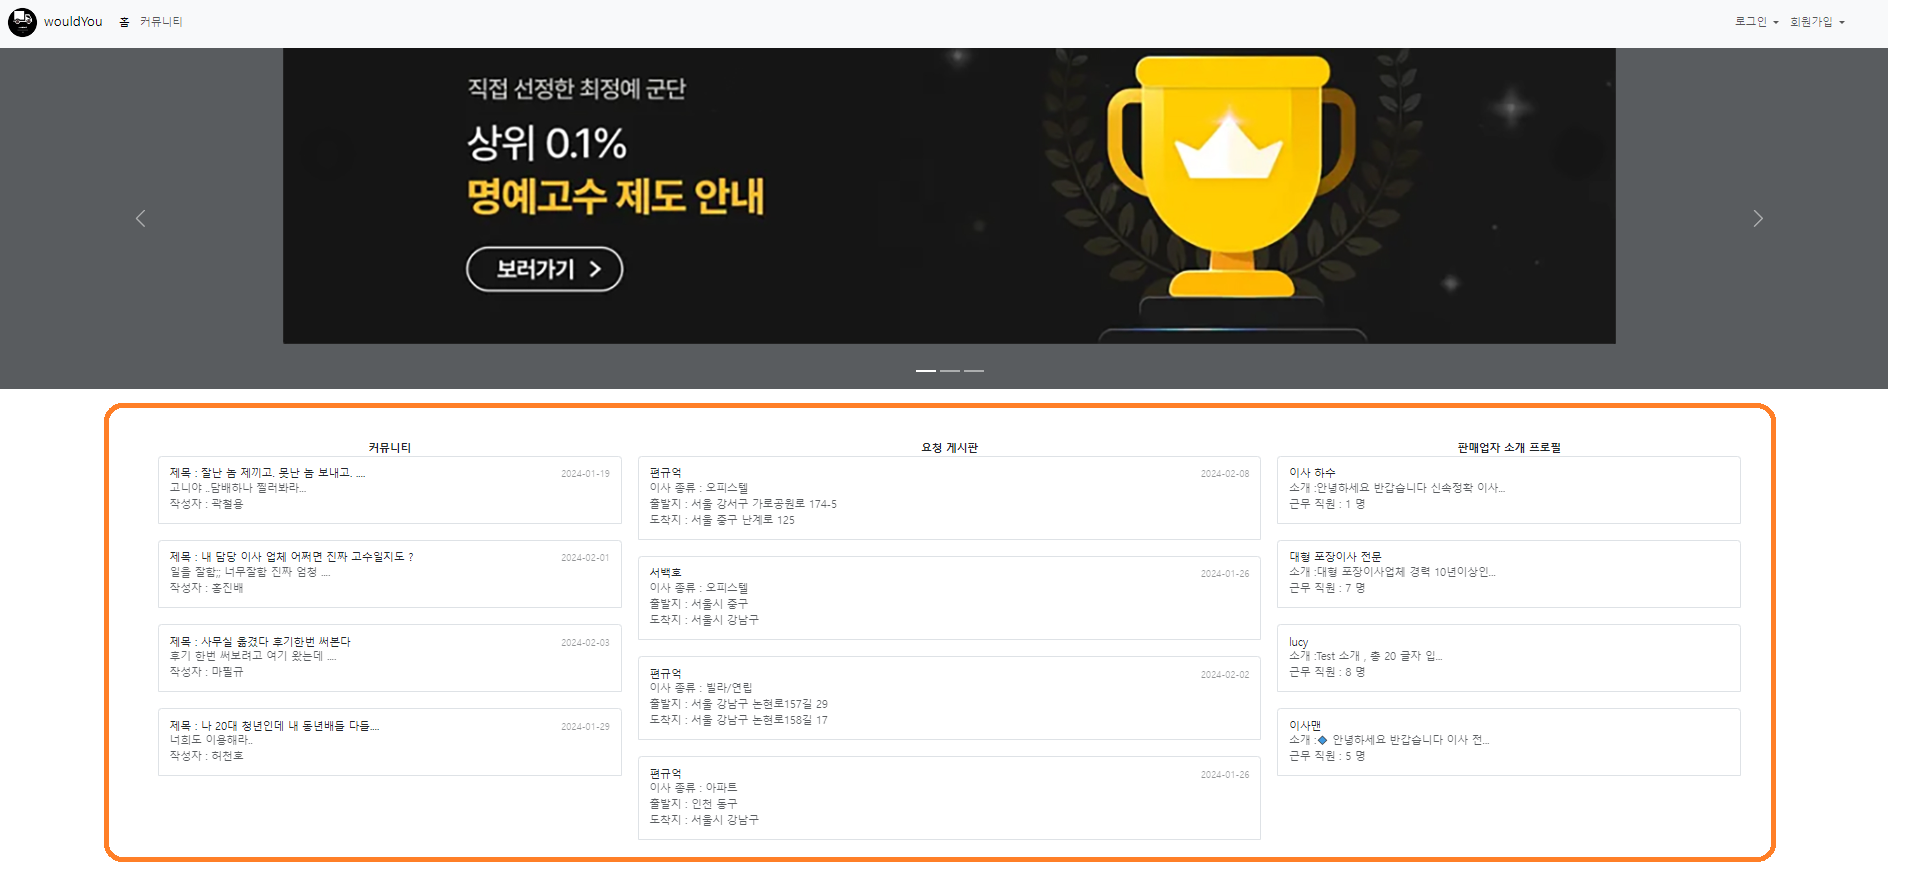 wouldYou 홈 커뮤니티 로그인 회원가입
직접 선정한 최정예 군단
상위 0.1%
명예고수 제도 안내
보러가기
커뮤니티
제목 : 잘난 놈 제끼고. 못난 놈 보내고. .... 2024-01-19
고니야 ..담배하나 찔러봐라...
작성자 : 곽철용
제목 : 내 담당 이사 업체 어쩌면 진짜 고수일지도 ? 2024-02-01
일을 잘함;; 너무잘함 진짜 엄청 ....
작성자 : 홍진배
제목 : 사무실 옮겼다 후기한번 써본다 2024-02-03
후기 한번 써보려고 여기 왔는데 ....
작성자 : 마필규
제목 : 나 20대 청년인데 내 동년배들 다들.... 2024-01-29
너희도 이용해라..
작성자 : 허천호
요청 게시판
편규억 2024-02-08
이사 종류 : 오피스텔
출발지 : 서울 강서구 가로공원로 174-5
도착지 : 서울 중구 난계로 125
서백호 2024-01-26
이사 종류 : 오피스텔
출발지 : 서울시 중구
도착지 : 서울시 강남구
편규억 2024-02-02
이사 종류 : 빌라/연립
출발지 : 서울 강남구 논현로157길 29
도착지 : 서울 강남구 논현로158길 17
편규억 2024-01-26
이사 종류 : 아파트
출발지 : 인천 동구
도착지 : 서울시 강남구
판매업자 소개 프로필
이사 하수
소개 :안녕하세요 반갑습니다 신속정확 이사...
근무 직원 : 1 명
대형 포장이사 전문
소개 :대형 포장이사업체 경력 10년이상인...
근무 직원 : 7 명
lucy
소개 :Test 소개 , 총 20 글자 입...
근무 직원 : 8 명
이사맨
소개 :🔹 안녕하세요 반갑습니다 이사 전...
근무 직원 : 5 명